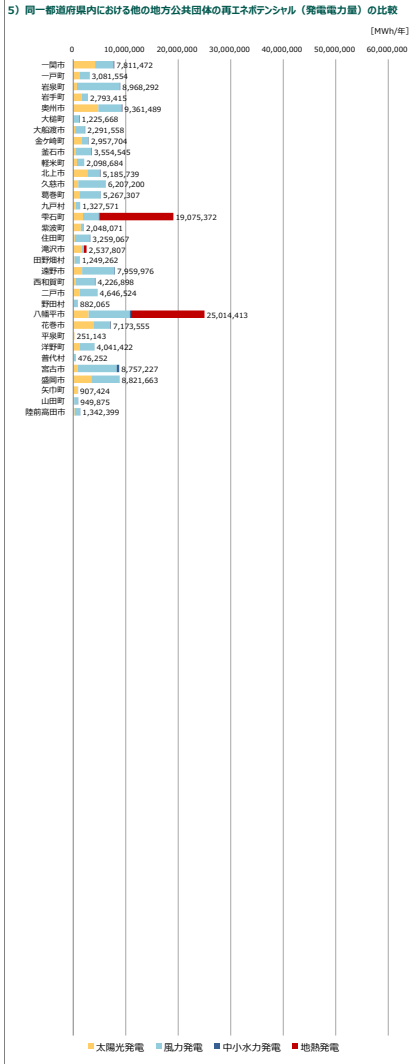 5）同一都道府県内における他の地方公共団体の再エネポテンシャル（発電電力量）の比較
[MWh/年]
0 10,000,000 20,000,000 30,000,000 40,000,000 50,000,000 60,000,000
一関市 7,811,472
一戸町 3,081,554
岩泉町 8,968,292
岩手町 2,793,415
奥州市 9,361,489
大槌町 1,225,668
大船渡市 2,291,558
金ケ崎町 2,957,704
釜石市 3,554,545
軽米町 2,098,684
北上市 5,185,739
久慈市 6,207,200
葛巻町 5,267,307
九戸村 1,327,571
雫石町 19,075,372
紫波町 2,048,071
住田町 3,259,067
滝沢市 2,537,807
田野畑村 1,249,262
遠野市 7,959,976
西和賀町 4,226,898
二戸市 4,646,524
野田村 882,065
八幡平市 25,014,413
花巻市 7,173,555
平泉町 251,143
洋野町 4,041,422
普代村 476,252
宮古市 8,757,227
盛岡市 8,821,663
矢巾町 907,424
山田町 949,875
陸前高田市 1,342,399
太陽光発電 風力発電 中小水力発電 地熱発電